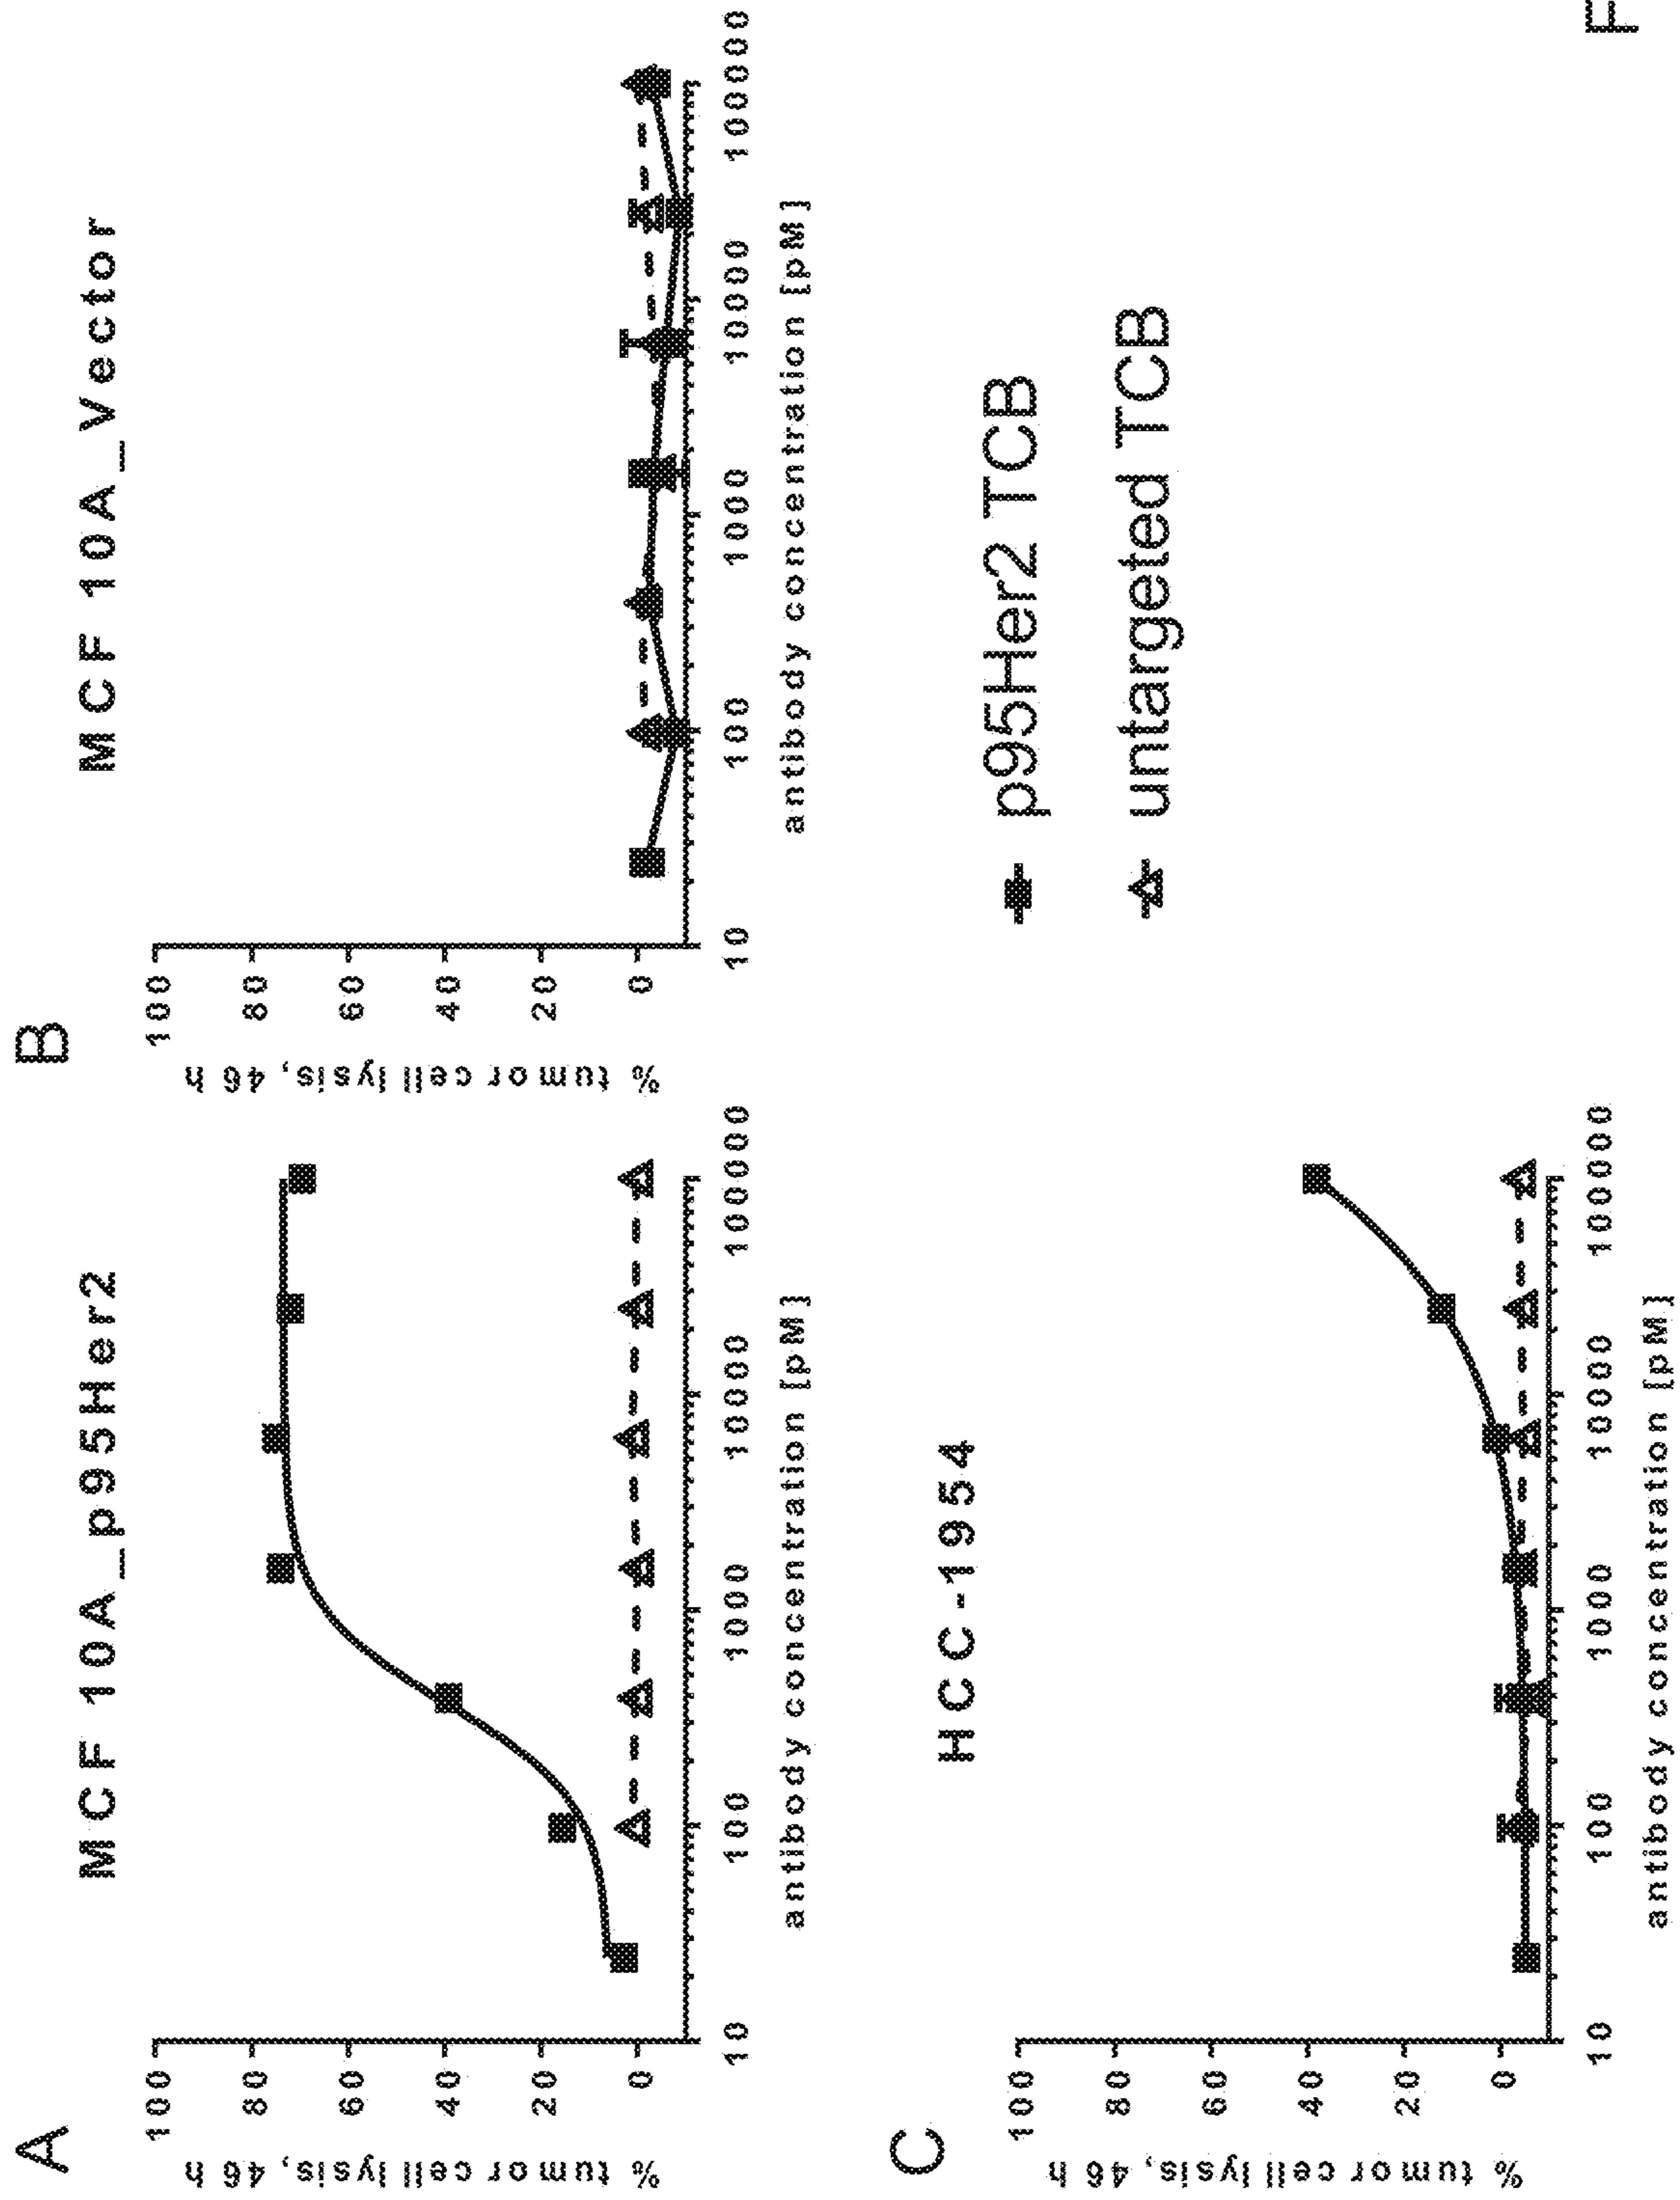 A
MCF 10A_p95Her2
% tumor cell lysis, 46 h
100
80
60
40
20
0
10
100
1000
10000
100000
antibody concentration [pM]
B
MCF 10A_Vector
% tumor cell lysis, 46 h
100
80
60
40
20
0
10
100
1000
10000
100000
antibody concentration [pM]
C
HCC-1954
% tumor cell lysis, 46h
100
80
60
40
20
0
10
100
1000
10000
100000
antibody concentration [pM]
p95Her2 TCB
untargeted TCB